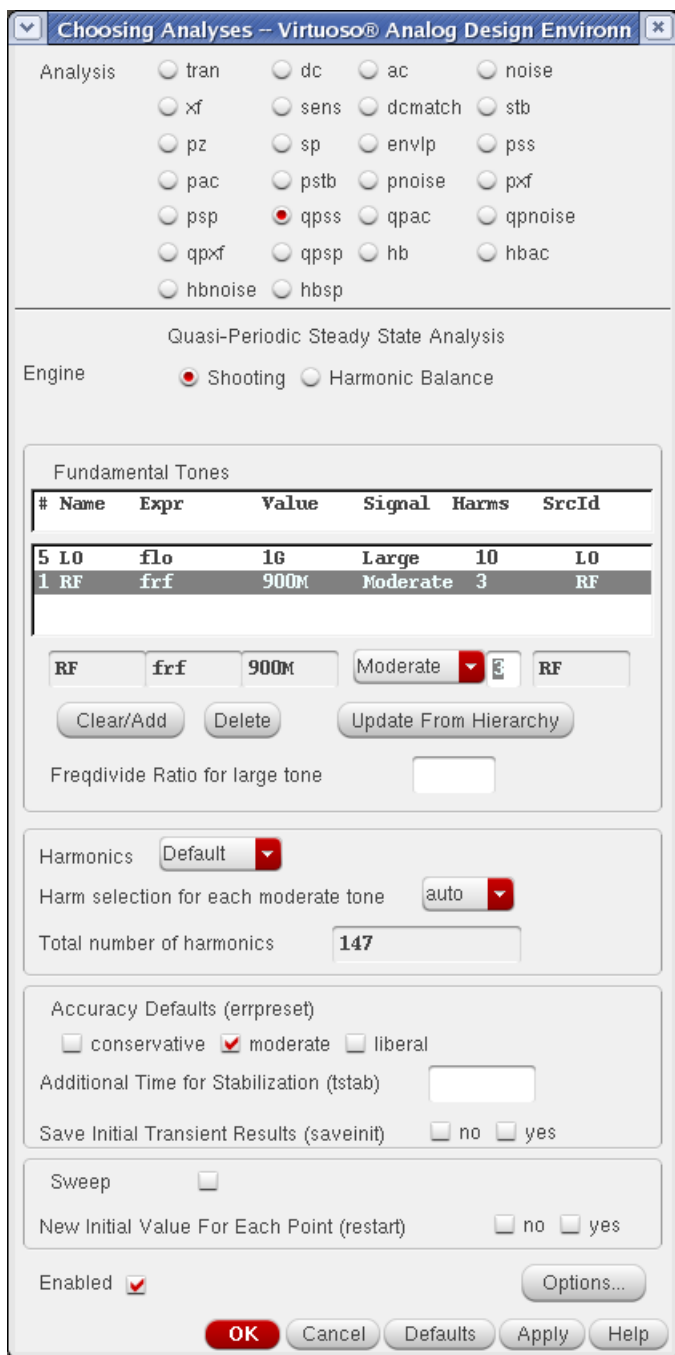 Choosing Analyses -- Virtuoso® Analog Design Environn
Analysis tran dc ac noise
xf sens dcmatch stb
pz sp envlp pss
pac pstb pnoise pxf
psp qpss qpac qpnoise
qpxf qpsp hb hbac
hbnoise hbsp
Quasi-Periodic Steady State Analysis
Engine Shooting Harmonic Balance
Fundamental Tones
# Name Expr Value Signal Harms SrcId
5 LO flo 1G Large 10 LO
1 RF frf 900M Moderate 3 RF
RF frf 900M Moderate 3 RF
Clear/Add Delete Update From Hierarchy
Freqdivide Ratio for large tone
Harmonics Default
Harm selection for each moderate tone auto
Total number of harmonics 147
Accuracy Defaults (errpreset)
conservative moderate liberal
Additional Time for Stabilization (tstab)
Save Initial Transient Results (saveinit) no yes
Sweep
New Initial Value For Each Point (restart) no yes
Enabled Options...
OK Cancel Defaults Apply Help